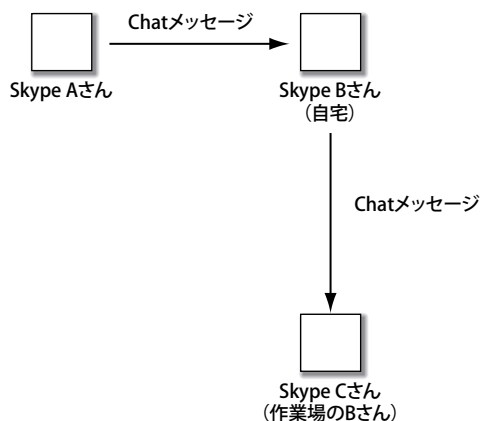 Chatメッセージ
Skype Aさん
Skype Bさん
（自宅）
Chatメッセージ
Skype Cさん
（作業場のBさん）